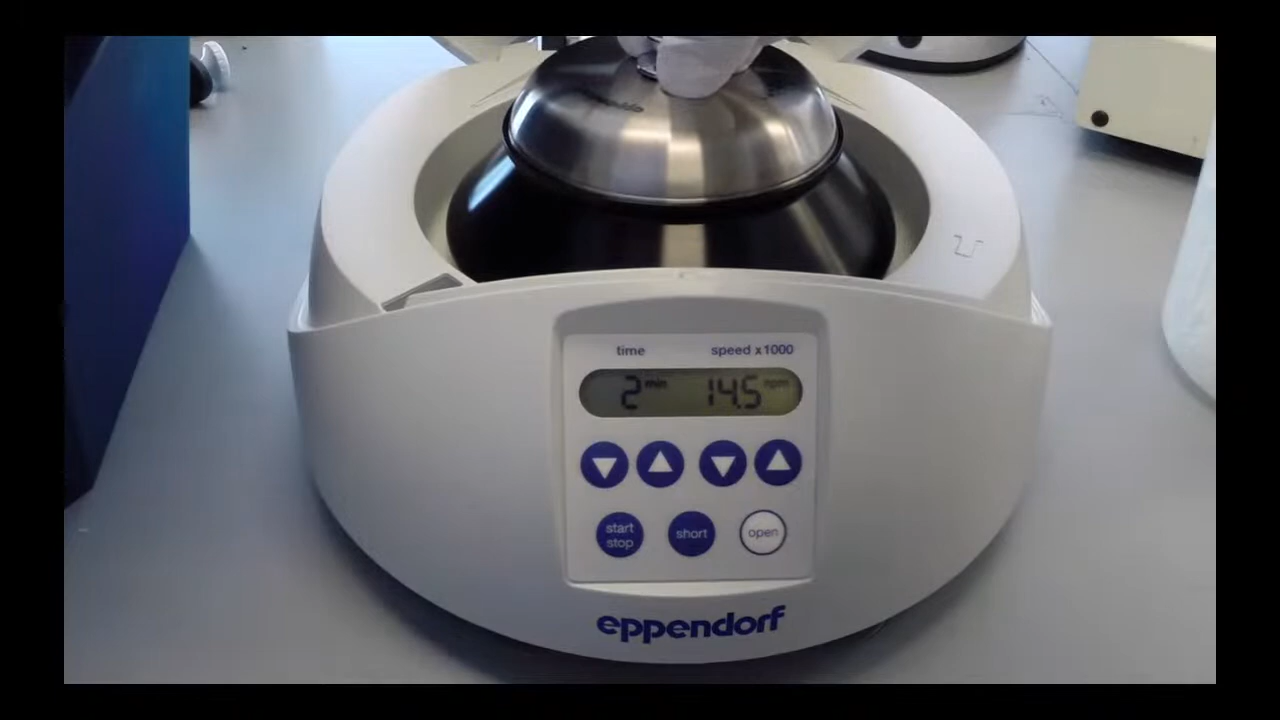 time speed x1000
2 min 14.5 rpm
start
stop
short
open
eppendorf